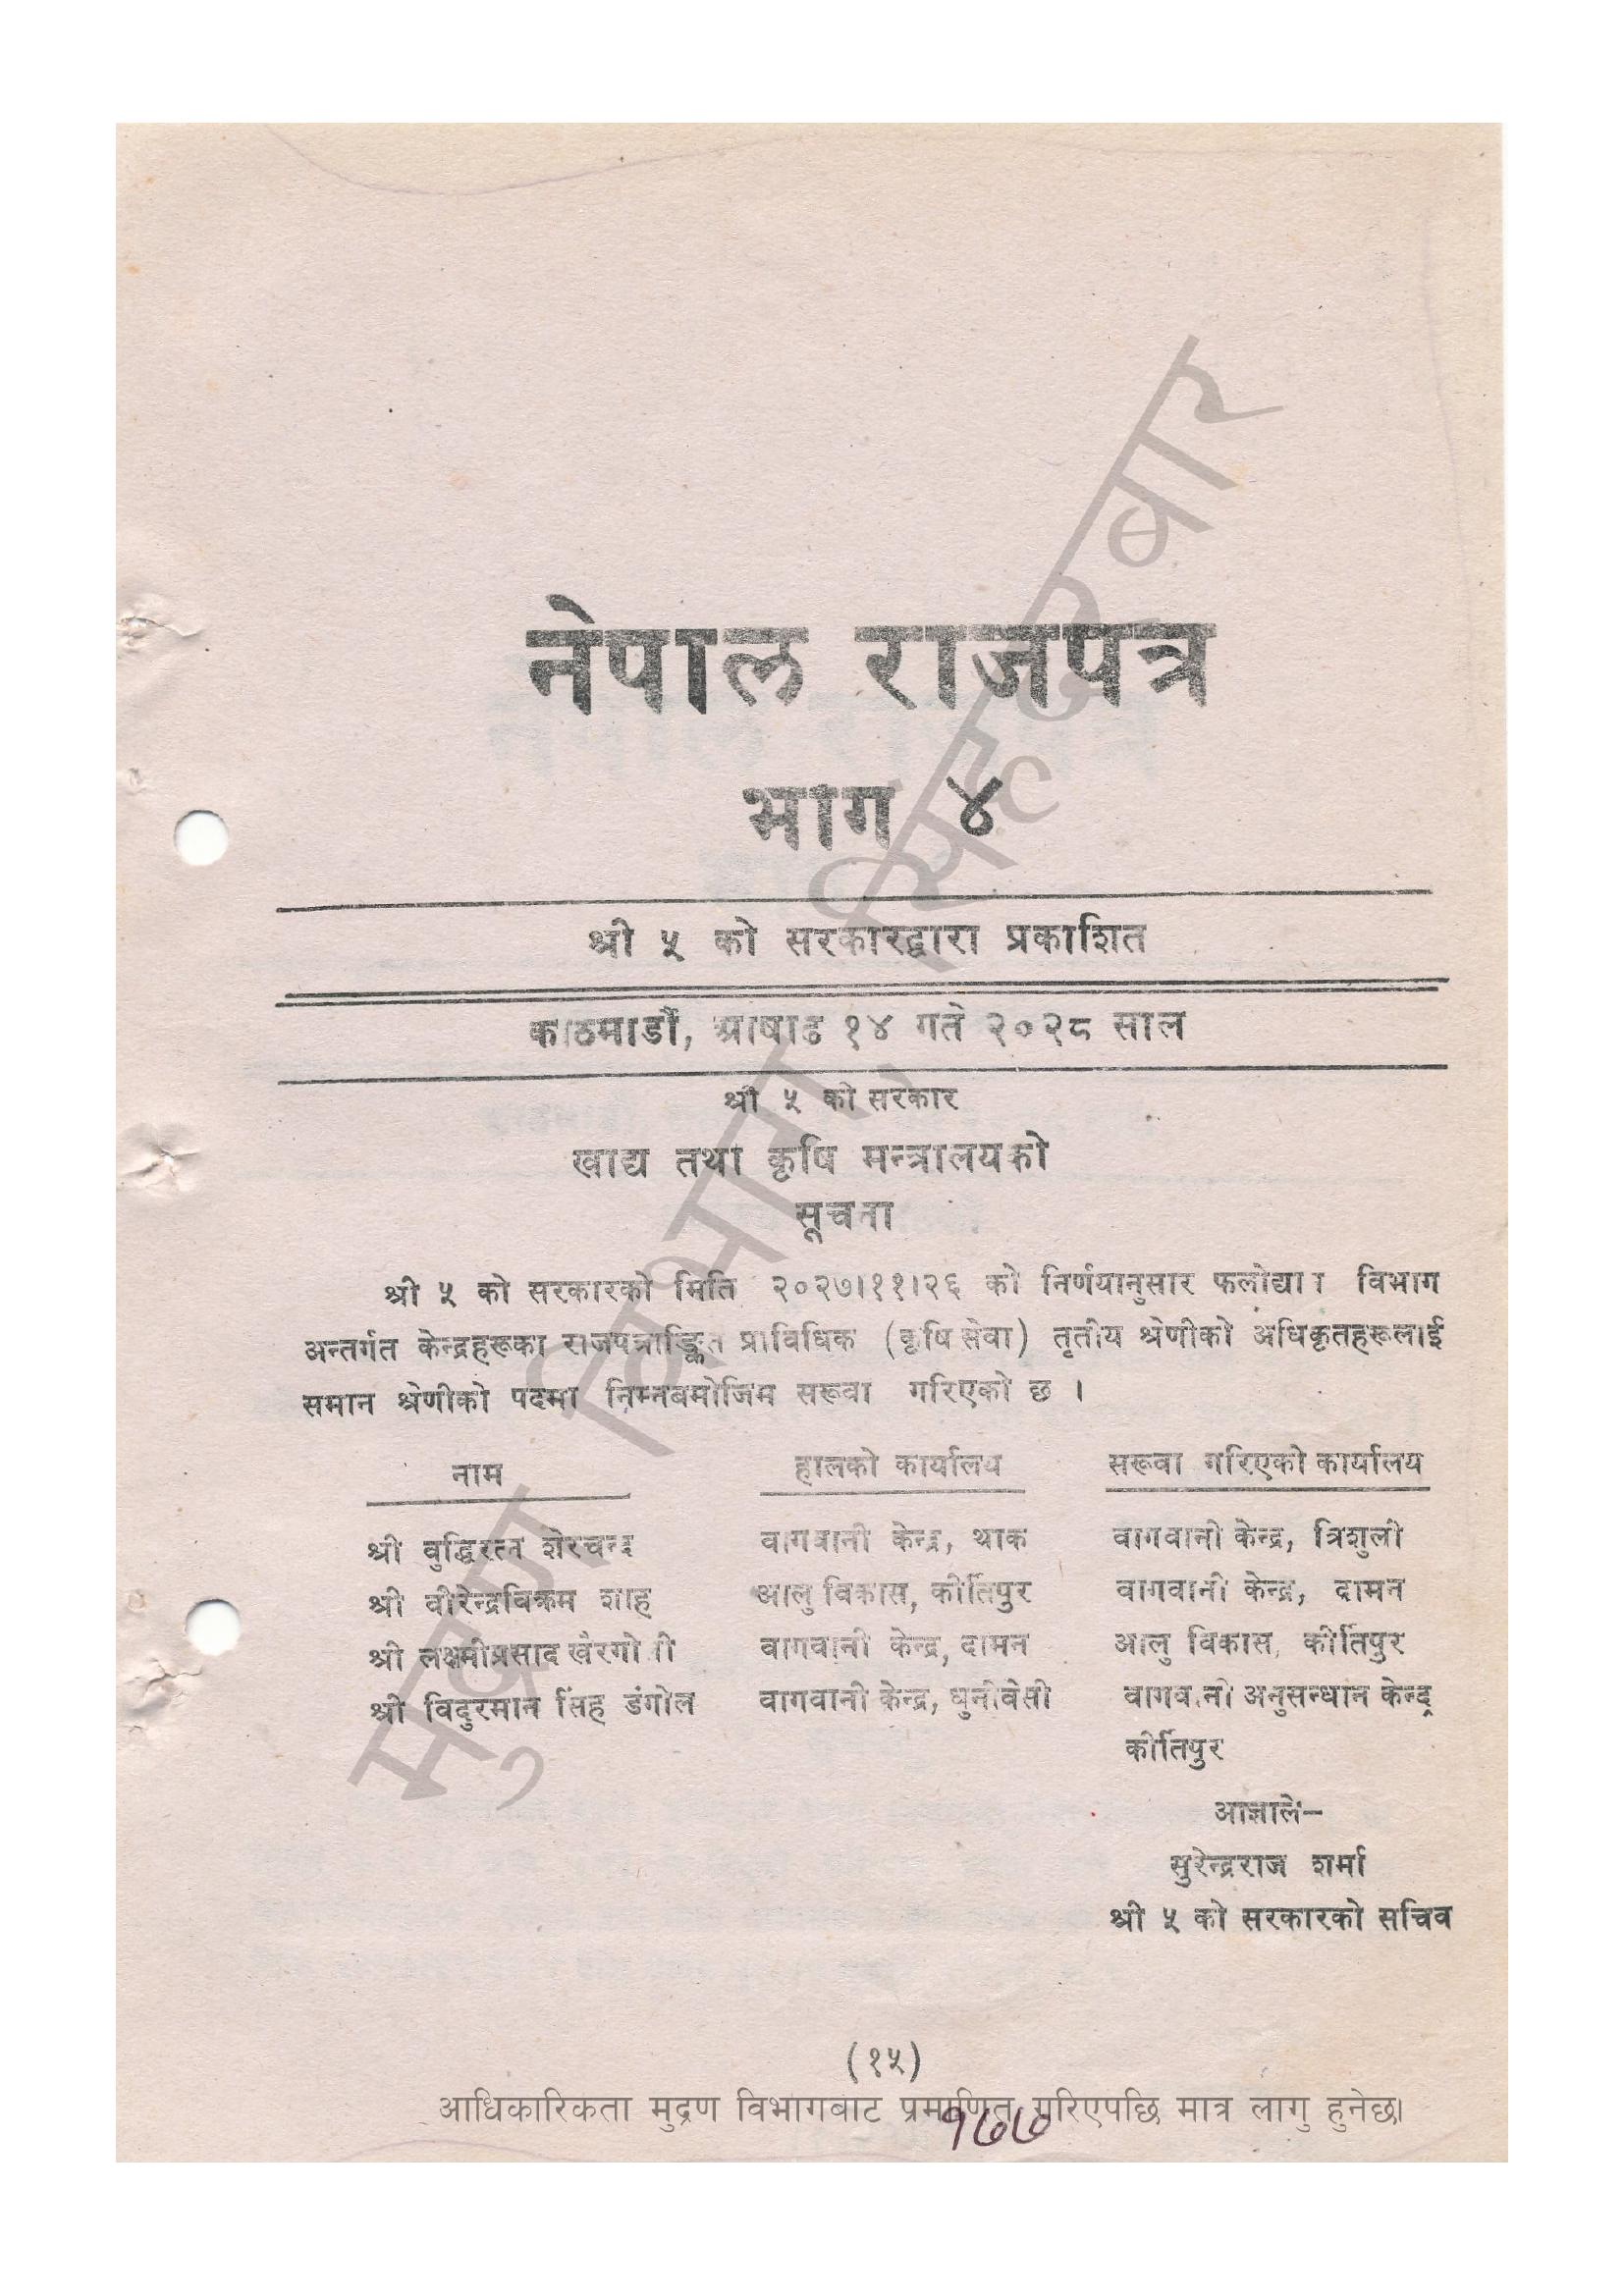 नेपाल राजपत्र
भाग ४
श्री ५ को सरकारद्वारा प्रकाशित
काठमाडौं, आषाढ १४ गते २०२८ साल
श्री ५ को सरकार
खाद्य तथा कृषि मन्त्रालयको
सूचना
श्री ५ को सरकारको मिति २०२७।११।२६ को निर्णयानुसार फलोद्यान विभाग
अन्तर्गत केन्द्रहरूका राजपत्राङ्कित प्राविधिक (कृषि सेवा) तृतीय श्रेणीको अधिकृतहरूलाई
समान श्रेणीको पदमा निम्नबमोजिम सरूवा गरिएको छ ।
नाम हालको कार्यालय सरूवा गरिएको कार्यालय
श्री वुद्धिरत्न शेरचन्द वागवानी केन्द्र, थाक वागवानी केन्द्र, त्रिशुली
श्री वीरेन्द्रविक्रम शाह आलु विकास, कीर्तिपुर वागवानी केन्द्र, दामन
श्री लक्ष्मीप्रसाद वागवानी केन्द्र, दामन आलु विकास, कीर्तिपुर
श्री विदुरमान सिंह डंगोल वागवानी केन्द्र, धुनीवेसी वागवानी अनुसन्धान केन्द्र
कीर्तिपुर
आज्ञाले–
सुरेन्द्रराज शर्मा
श्री ५ को सरकारको सचिव
(१५)
आधिकारिकता मुद्रण विभागबाट प्रमाणित गरिएपछि मात्र लागु हुनेछ।
१७७
मुद्रण विभाग, सिंहदरबार